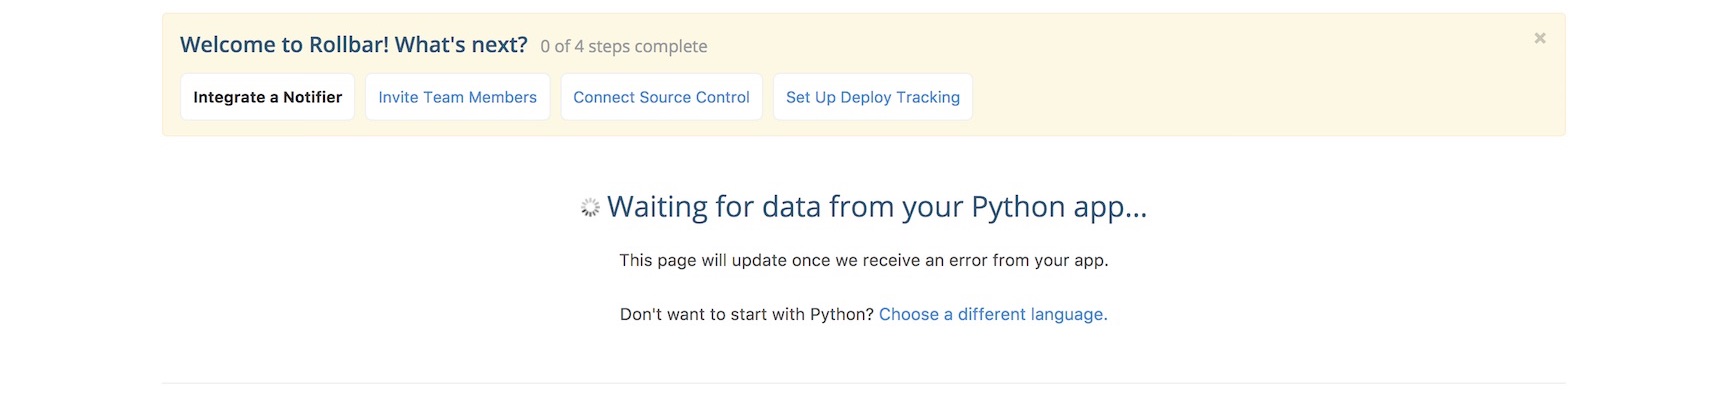 Welcome to Rollbar! What's next? 0 of 4 steps complete ×
Integrate a Notifier Invite Team Members Connect Source Control Set Up Deploy Tracking
Waiting for data from your Python app...
This page will update once we receive an error from your app.
Don't want to start with Python? Choose a different language.